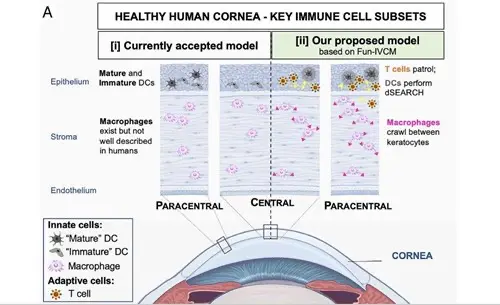 A
HEALTHY HUMAN CORNEA - KEY IMMUNE CELL SUBSETS
[i] Currently accepted model
[ii] Our proposed model
based on Fun-IVCM
Epithelium
Mature and
Immature DCs
T cells patrol;
DCs perform
dSEARCH
Stroma
Macrophages
exist but not
well described
in humans
Macrophages
crawl between
keratocytes
Endothelium
PARACENTRAL
CENTRAL
PARACENTRAL
Innate cells:
"Mature" DC
"Immature" DC
Macrophage
Adaptive cells:
T cell
CORNEA